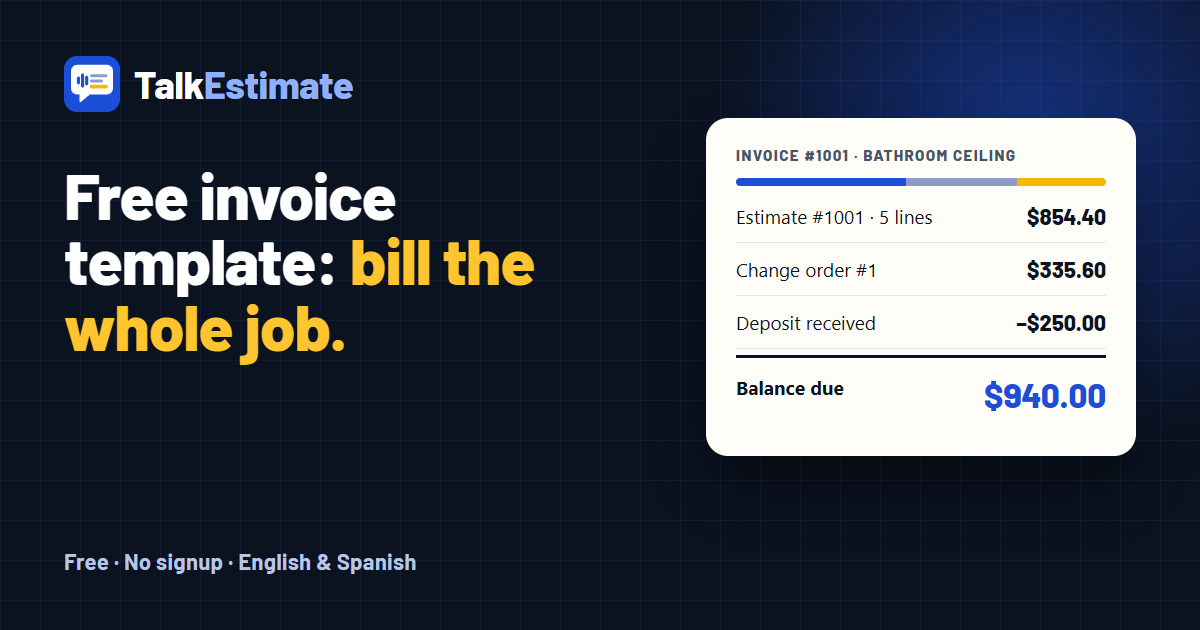 TalkEstimate
Free invoice
template: bill the
whole job.
Free · No signup · English & Spanish
INVOICE #1001 · BATHROOM CEILING
Estimate #1001 · 5 lines $854.40
Change order #1 $335.60
Deposit received –$250.00
Balance due $940.00